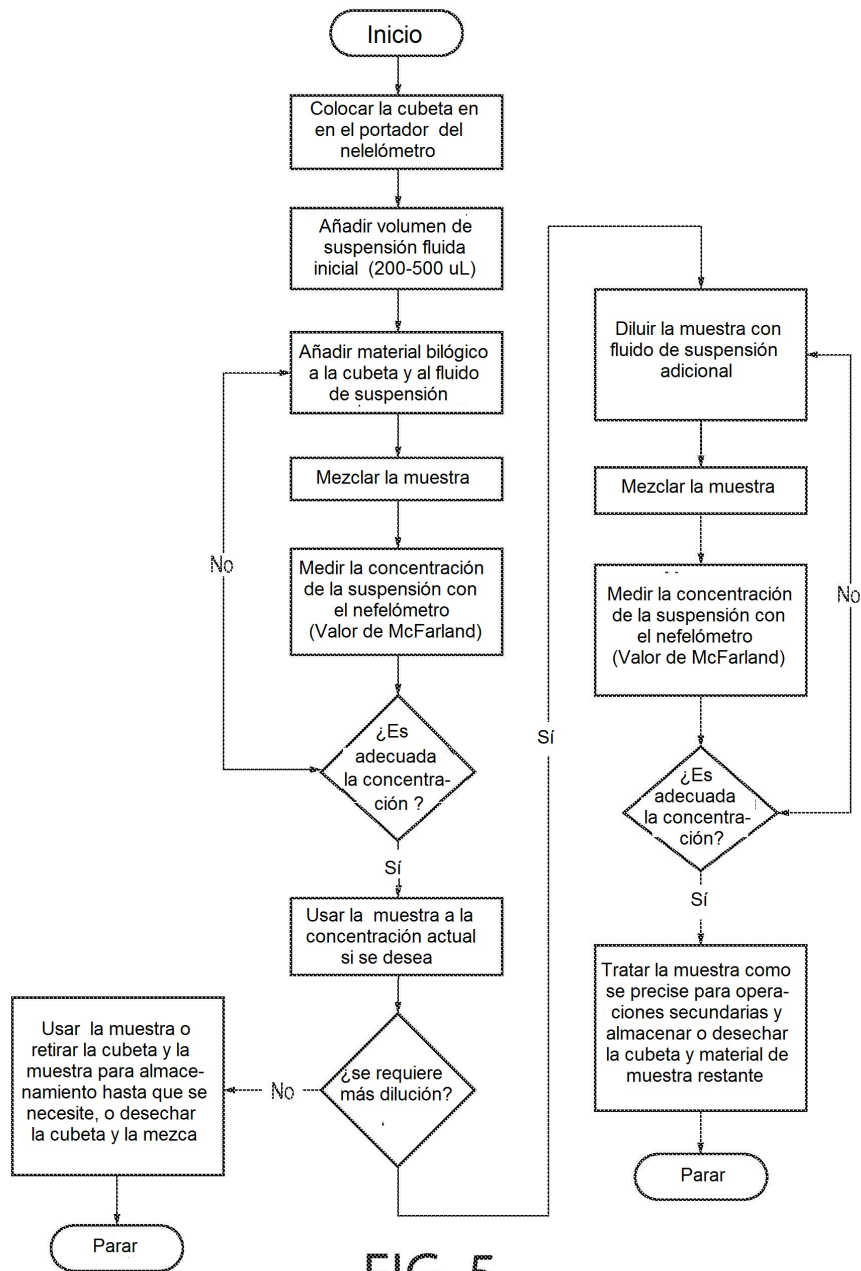 Inicio
Colocar la cubeta en
en el portador del
nelelómetro
Añadir volumen de
suspensión fluida
inicial (200-500 uL)
Añadir material bilógico
a la cubeta y al fluido
de suspensión
Mezclar la muestra
Medir la concentración
de la suspensión con
el nefelómetro
(Valor de McFarland)
No
¿Es
adecuada
la concentra-
ción ?
Sí
Usar la muestra a la
concentración actual
si se desea
¿se requiere
más dilución?
No
Usar la muestra o
retirar la cubeta y la
muestra para almace-
namiento hasta que se
necesite, o desechar
la cubeta y la mezca
Parar
Sí
Diluir la muestra con
fluido de suspensión
adicional
Mezclar la muestra
Medir la concentración
de la suspensión con
el nefelómetro
(Valor de McFarland)
No
¿Es
adecuada
la concentra-
ción?
Sí
Tratar la muestra como
se precise para opera-
ciones secundarias y
almacenar o desechar
la cubeta y material de
muestra restante
Parar
FIG. 5